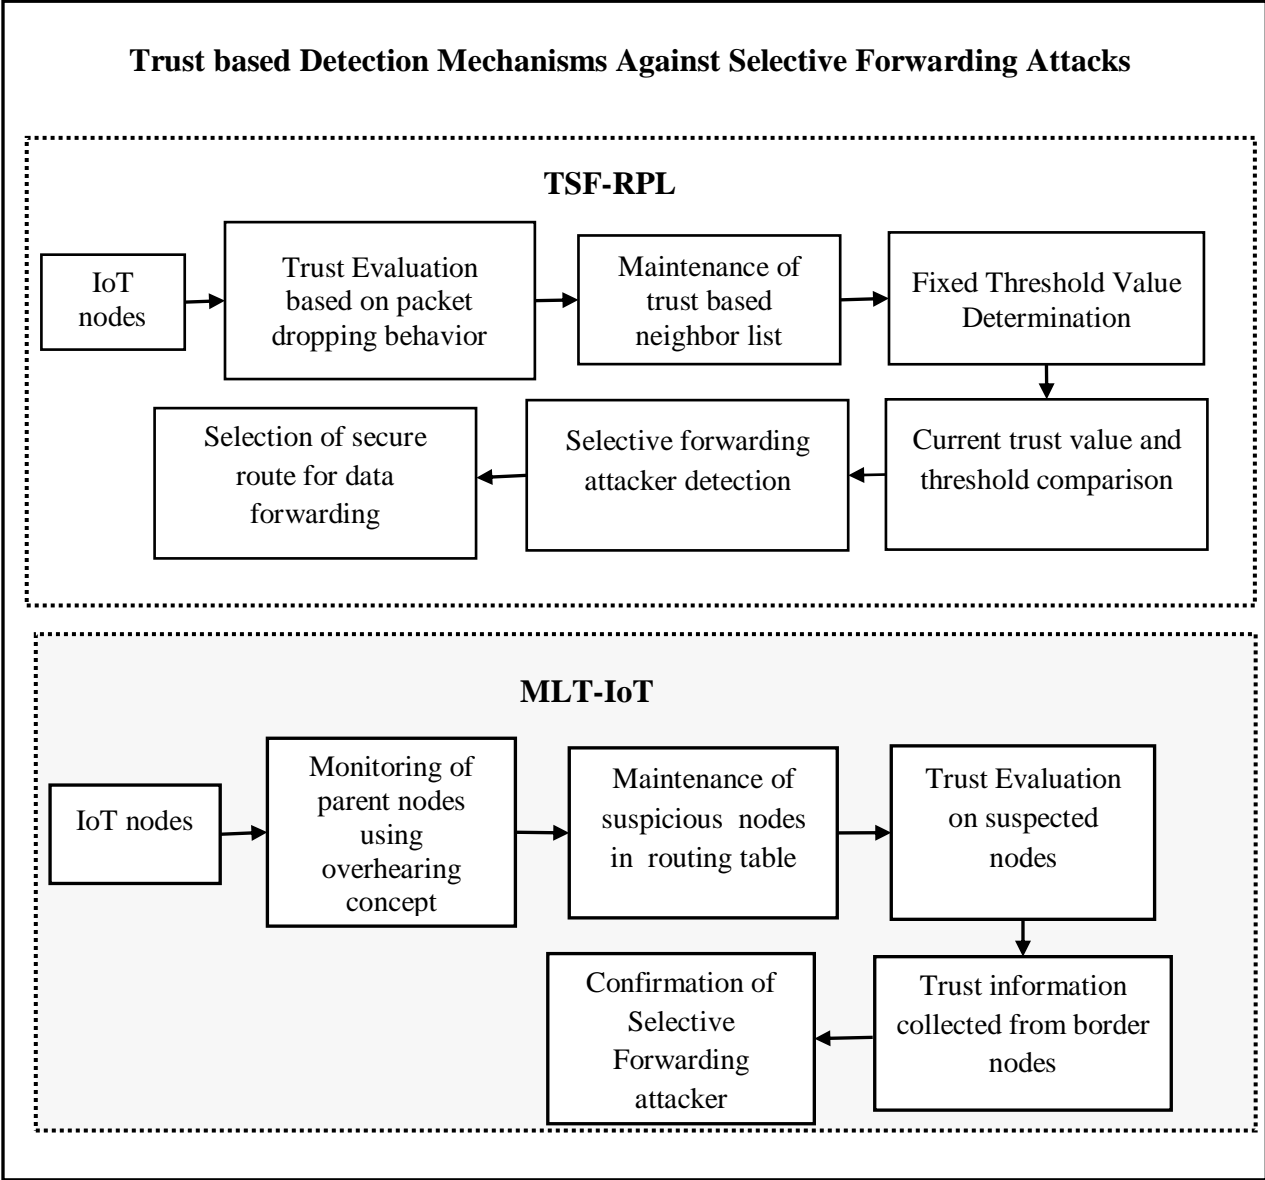 Trust based Detection Mechanisms Against Selective Forwarding Attacks
TSF-RPL
IoT
nodes
Trust Evaluation
based on packet
dropping behavior
Maintenance of
trust based
neighbor list
Fixed Threshold Value
Determination
Current trust value and
threshold comparison
Selective forwarding
attacker detection
Selection of secure
route for data
forwarding
MLT-IoT
IoT nodes
Monitoring of
parent nodes
using
overhearing
concept
Maintenance of
suspicious nodes
in routing table
Trust Evaluation
on suspected
nodes
Trust information
collected from border
nodes
Confirmation of
Selective
Forwarding
attacker